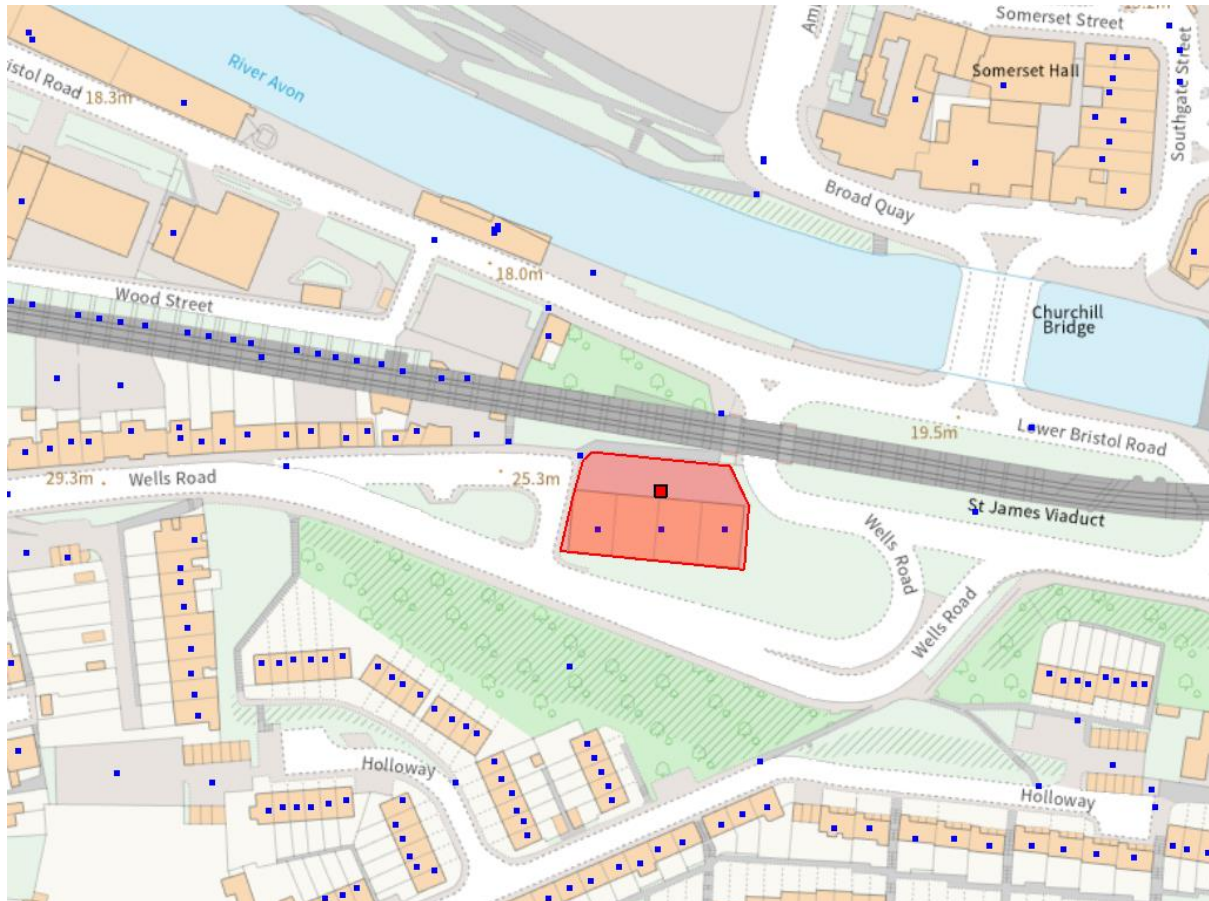 Somerset Street
Somerset Hall
Southgate Street
River Avon
istol Road
18.3m
Broad Quay
18.0m
Wood Street
Churchill
Bridge
19.5m
Lower Bristol Road
29.3m
Wells Road
25.3m
St James Viaduct
Wells Road
Wells Road
Holloway
Holloway